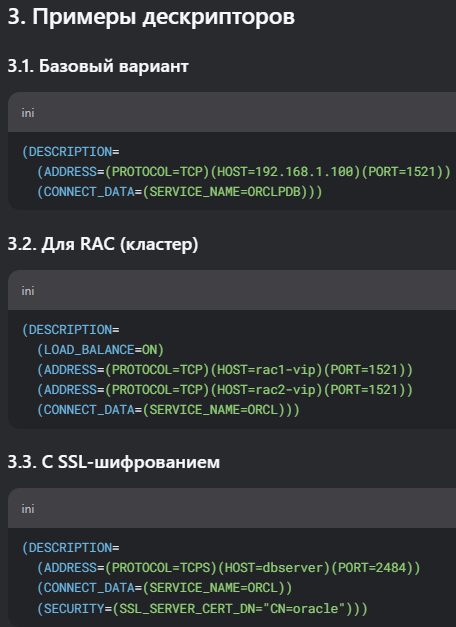 3. Примеры дескрипторов
3.1. Базовый вариант
ini
(DESCRIPTION=
(ADDRESS=(PROTOCOL=TCP)(HOST=192.168.1.100)(PORT=1521))
(CONNECT_DATA=(SERVICE_NAME=ORCLPDB)))
3.2. Для RAC (кластер)
ini
(DESCRIPTION=
(LOAD_BALANCE=ON)
(ADDRESS=(PROTOCOL=TCP)(HOST=rac1-vip)(PORT=1521))
(ADDRESS=(PROTOCOL=TCP)(HOST=rac2-vip)(PORT=1521))
(CONNECT_DATA=(SERVICE_NAME=ORCL)))
3.3. С SSL-шифрованием
ini
(DESCRIPTION=
(ADDRESS=(PROTOCOL=TCPS)(HOST=dbserver)(PORT=2484))
(CONNECT_DATA=(SERVICE_NAME=ORCL))
(SECURITY=(SSL_SERVER_CERT_DN="CN=oracle")))